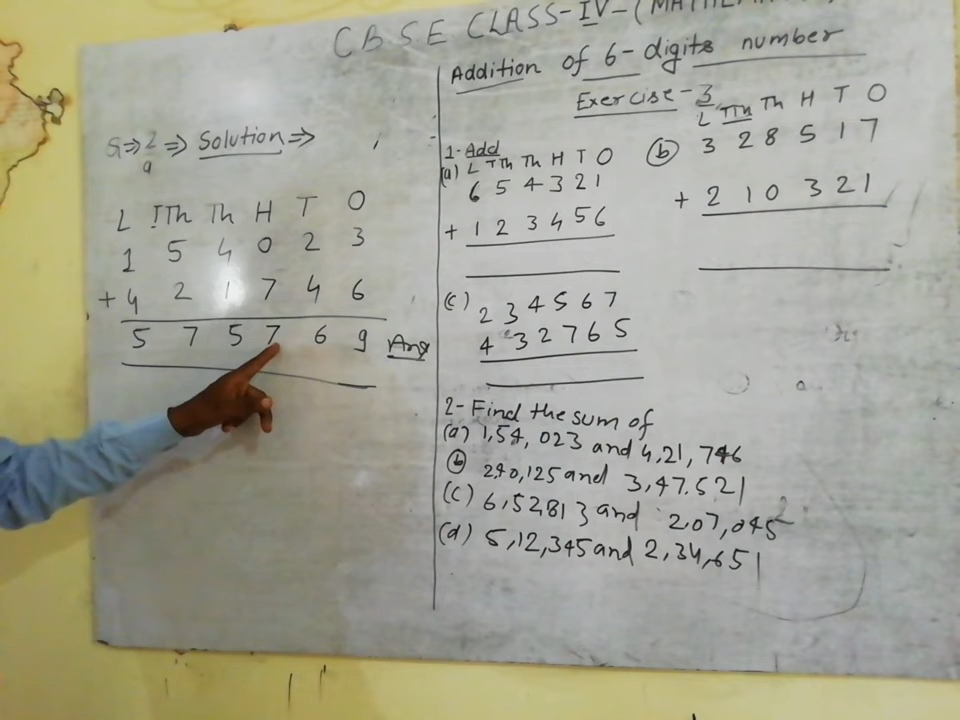 CBSE CLASS-IV-(MATHEMA
Q⇒2⇒ Solution⇒
a
L TTh Th H T O
1 5 4 0 2 3
+4 2 1 7 4 6
5 7 5 7 6 9 Ans
Addition of 6-digits number
Exercise-3
1-Add
(a) L TTh Th H T O
6 5 4 3 2 1
+ 1 2 3 4 5 6
(b) L TTh Th H T O
3 2 8 5 1 7
+ 2 1 0 3 2 1
(c) 2 3 4 5 6 7
4 3 2 7 6 5
2-Find the sum of
(a) 1,54,023 and 4,21,746
(b) 240,125 and 3,47,521
(c) 6,52,813 and 2,07,045
(d) 5,12,345 and 2,34,651